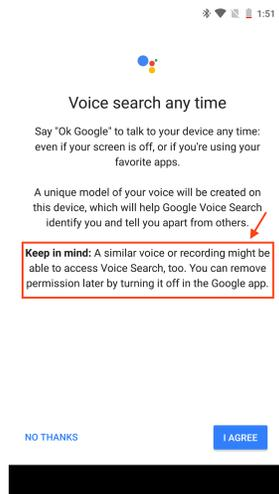 1:51
Voice search any time
Say "Ok Google" to talk to your device any time:
even if your screen is off, or if you're using your
favorite apps.
A unique model of your voice will be created on
this device, which will help Google Voice Search
identify you and tell you apart from others.
Keep in mind: A similar voice or recording might be
able to access Voice Search, too. You can remove
permission later by turning it off in the Google app.
NO THANKS
I AGREE